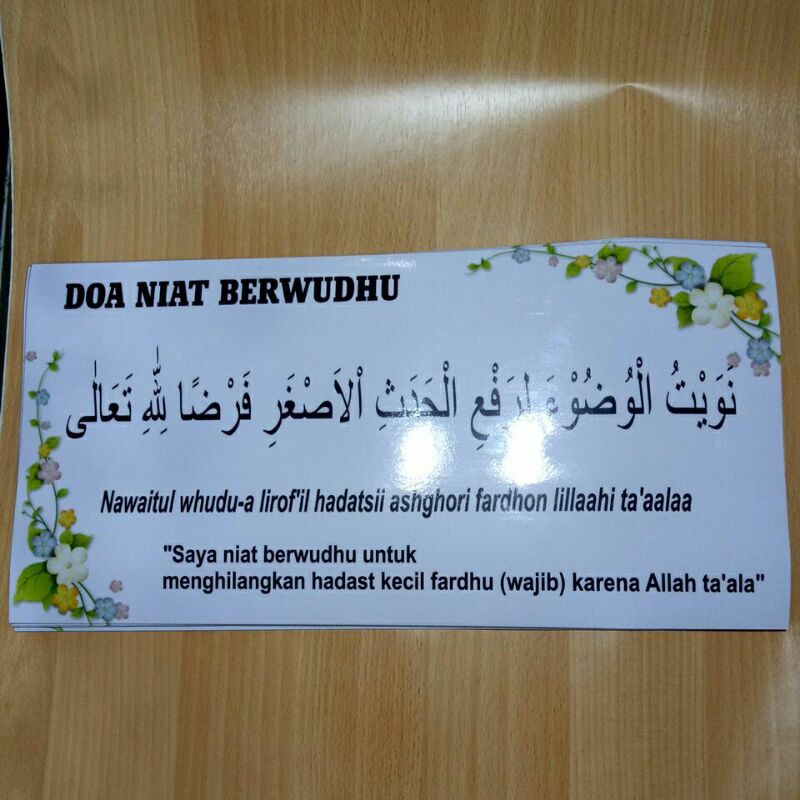 DOA NIAT BERWUDHU
نَوَيْتُ الْوُضُوْءَ لِرَفْعِ الْحَدَثِ اْلاَصْغَرِ فَرْضًا لِلّٰهِ تَعَالٰى
Nawaitul whudu-a lirof'il hadatsii ashghori fardhon lillaahi ta'aalaa
"Saya niat berwudhu untuk
menghilangkan hadast kecil fardhu (wajib) karena Allah ta'ala"